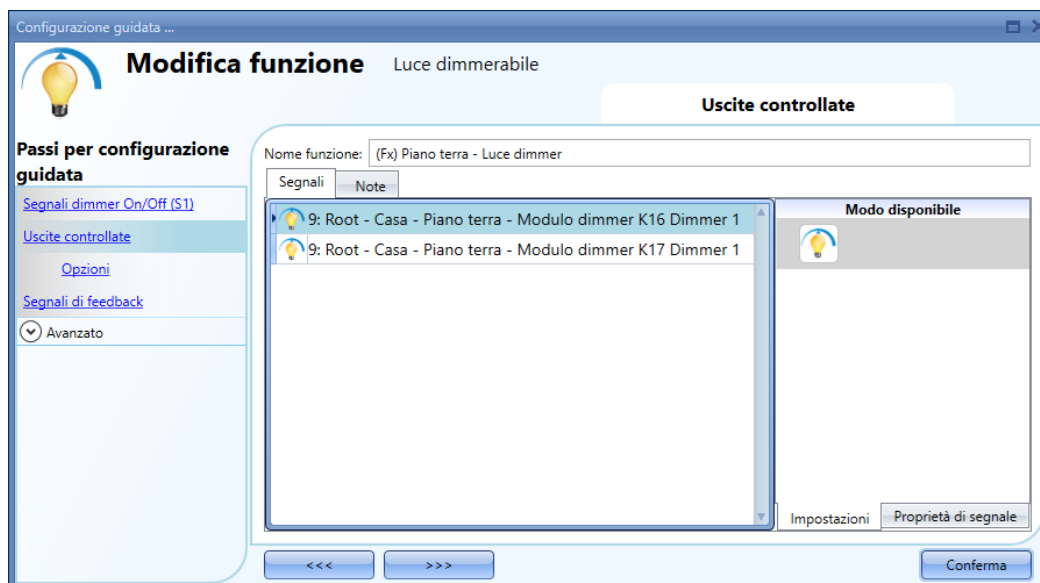 Configurazione guidata ...
Modifica funzione Luce dimmerabile
Uscite controllate
Passi per configurazione
guidata
Segnali dimmer On/Off (S1)
Uscite controllate
Opzioni
Segnali di feedback
Avanzato
Nome funzione: (Fx) Piano terra - Luce dimmer
Segnali Note
9: Root - Casa - Piano terra - Modulo dimmer K16 Dimmer 1
9: Root - Casa - Piano terra - Modulo dimmer K17 Dimmer 1
Modo disponibile
Impostazioni Proprietà di segnale
<<< >>> Conferma